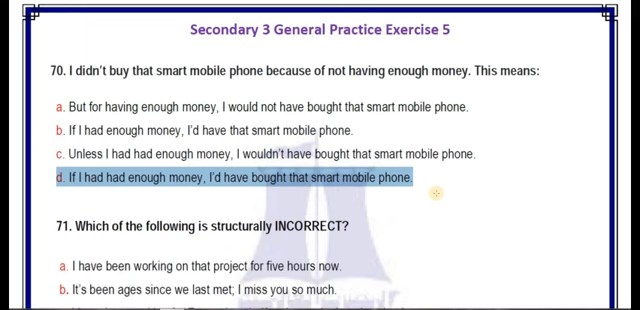 Secondary 3 General Practice Exercise 5
70. I didn't buy that smart mobile phone because of not having enough money. This means:
a. But for having enough money, I would not have bought that smart mobile phone.
b. If I had enough money, I'd have that smart mobile phone.
c. Unless I had had enough money, I wouldn't have bought that smart mobile phone.
d. If I had had enough money, I'd have bought that smart mobile phone.
71. Which of the following is structurally INCORRECT?
a. I have been working on that project for five hours now.
b. It's been ages since we last met; I miss you so much.